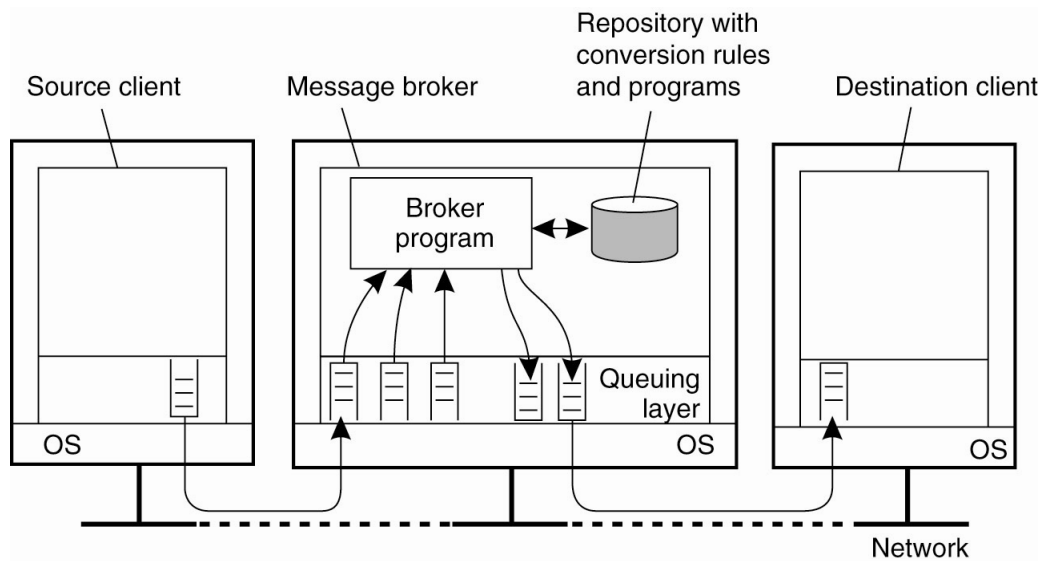 Repository with
conversion rules
and programs
Source client
Message broker
Destination client
Broker
program
Queuing
layer
OS
OS
OS
Network